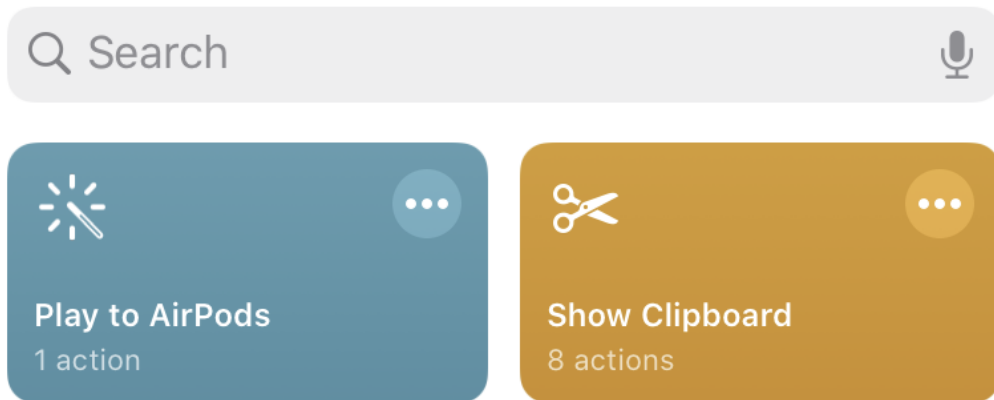 Search
Play to AirPods
1 action
Show Clipboard
8 actions